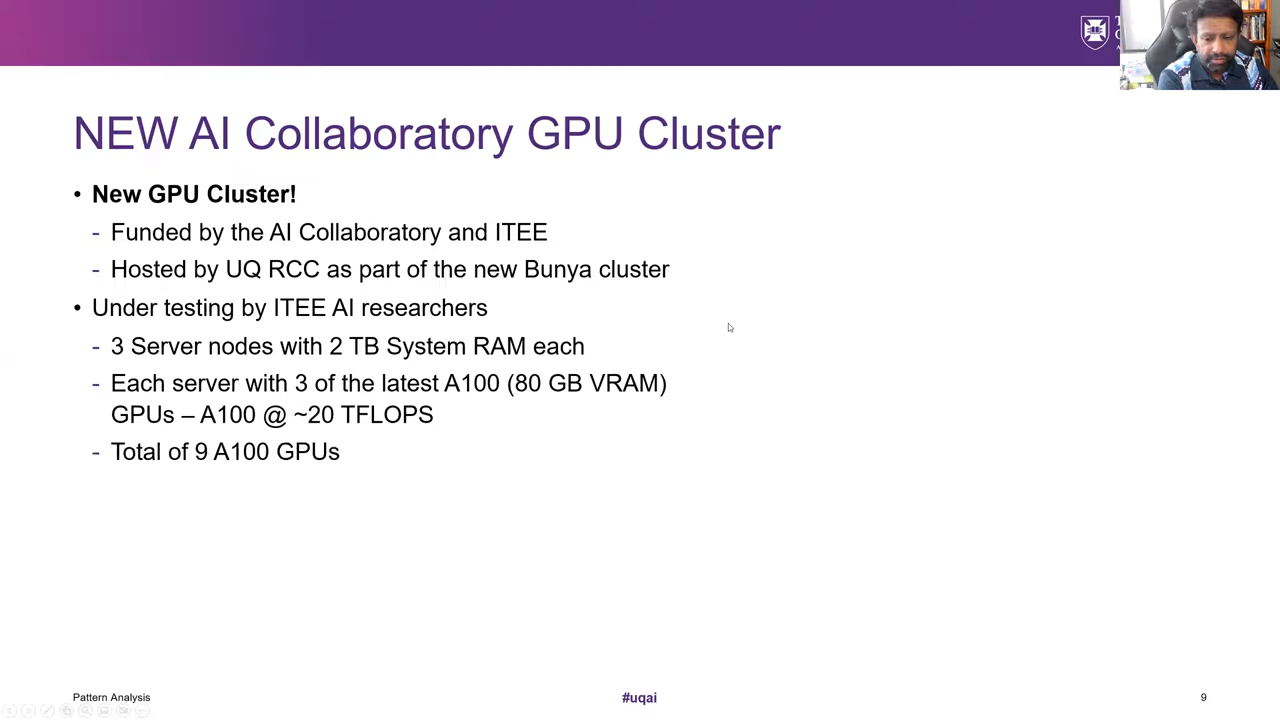 NEW AI Collaboratory GPU Cluster
• New GPU Cluster!
- Funded by the AI Collaboratory and ITEE
- Hosted by UQ RCC as part of the new Bunya cluster
• Under testing by ITEE AI researchers
- 3 Server nodes with 2 TB System RAM each
- Each server with 3 of the latest A100 (80 GB VRAM)
GPUs – A100 @ ~20 TFLOPS
- Total of 9 A100 GPUs
Pattern Analysis
#uqai
9